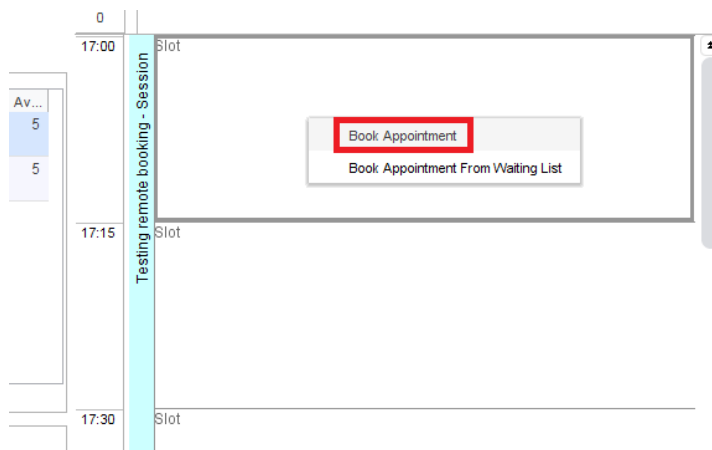 0
17:00
Slot
Av...
5
5
Testing remote booking - Session
Book Appointment
Book Appointment From Waiting List
17:15
Slot
17:30
Slot